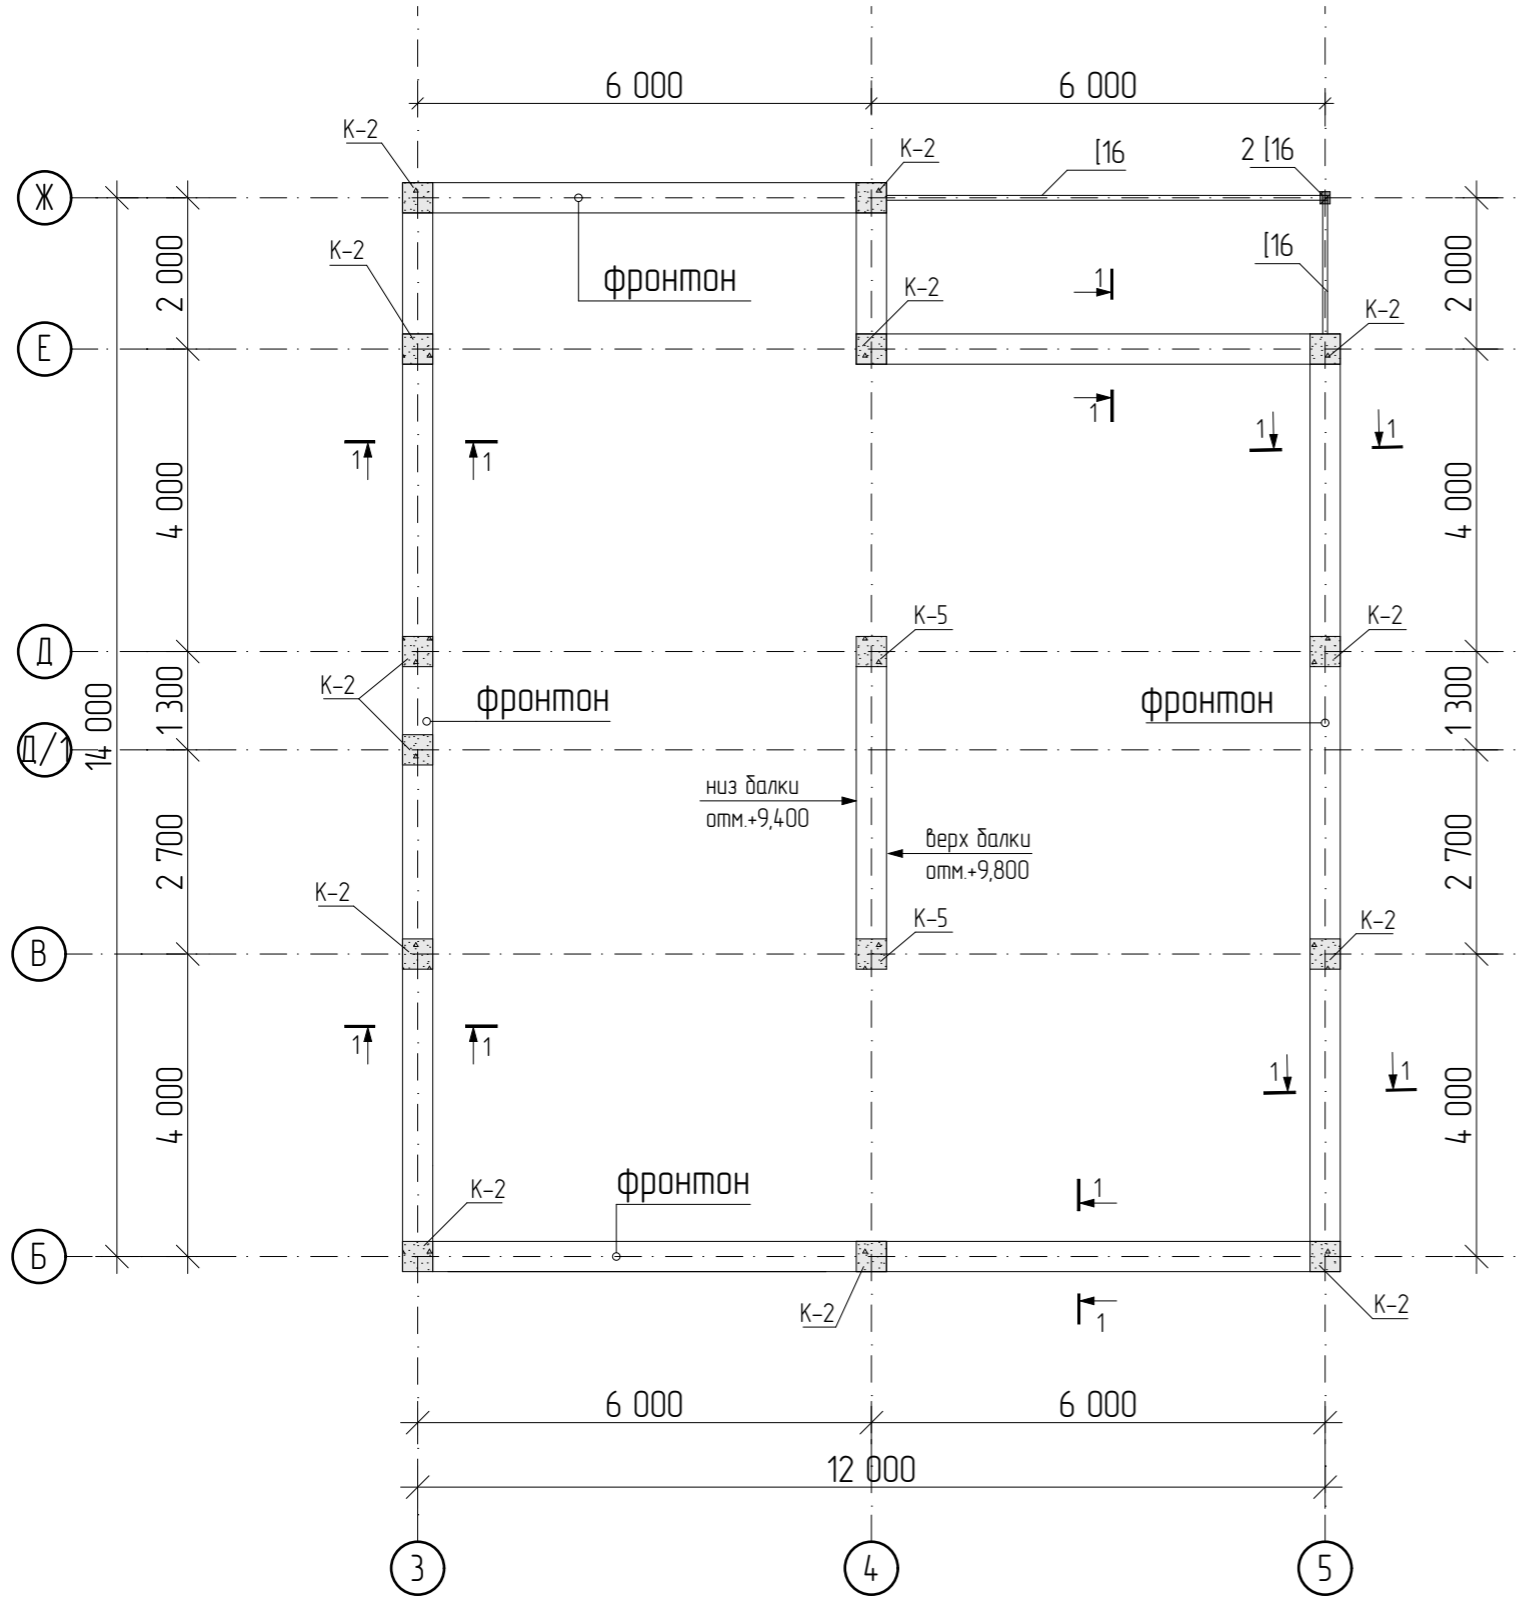 6 000
6 000
К-2
К-2
[16
2 [16
Ж
К-2
[16
2 000
фронтон
1
К-2
К-2
2 000
Е
1
1
1
1
1
4 000
4 000
К-5
К-2
Д
К-2
фронтон
фронтон
1 300
1 300
14 000
Д/1
низ балки
отм.+9,400
верх балки
отм.+9,800
2 700
2 700
К-2
К-5
К-2
В
1
1
1
1
4 000
4 000
К-2
фронтон
1
Б
К-2
1
К-2
6 000
6 000
12 000
3
4
5